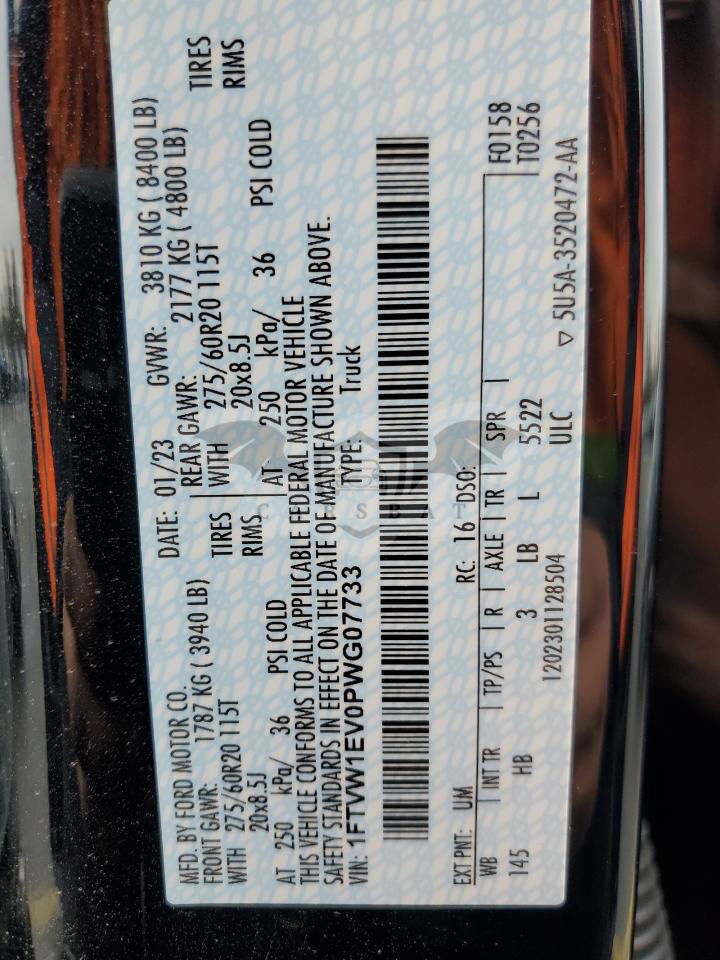 MFD. BY FORD MOTOR CO. DATE: 01/23 GVWR: 3810 KG ( 8400 LB)
FRONT GAWR: 1787 KG ( 3940 LB) REAR GAWR: 2177 KG ( 4800 LB)
WITH 275/60R20 115T TIRES WITH 275/60R20 115T TIRES
20x8.5J RIMS 20x8.5J RIMS
AT 250 kPa/ 36 PSI COLD AT 250 kPa/ 36 PSI COLD
THIS VEHICLE CONFORMS TO ALL APPLICABLE FEDERAL MOTOR VEHICLE
SAFETY STANDARDS IN EFFECT ON THE DATE OF MANUFACTURE SHOWN ABOVE.
VIN: 1FTVW1EV0PWG07733 TYPE: Truck
EXT PNT: UM RC: 16 DSO: F0158
WB INT TR TP/PS R AXLE TR SPR T0256
145 HB 3 LB L 5522
ULC
1202301128504 5U5A-3520472-AA